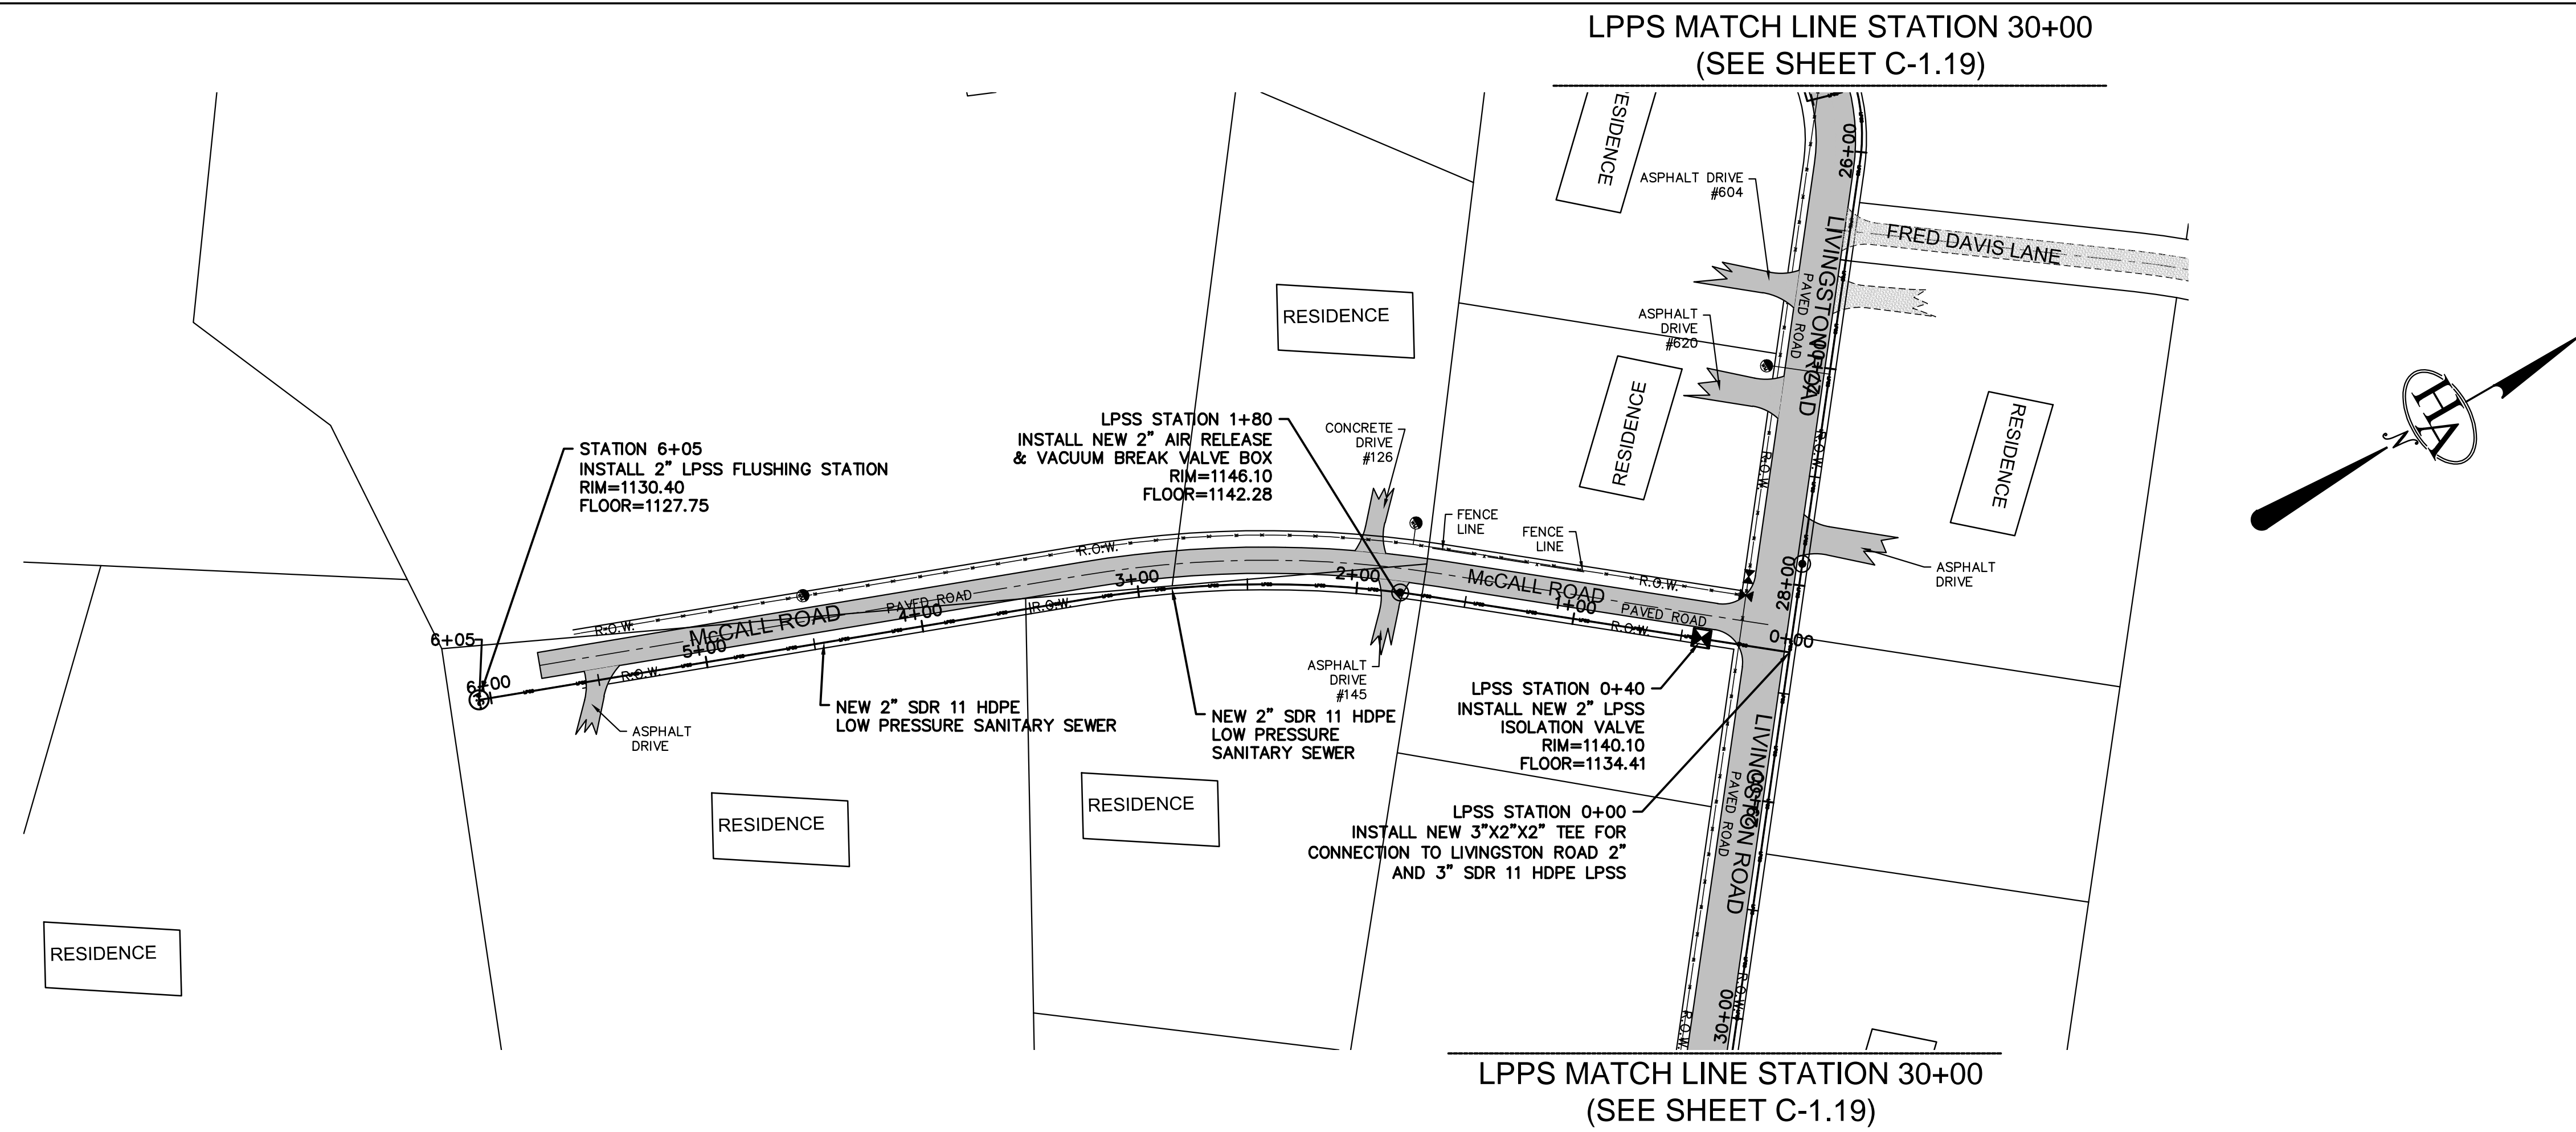 LPPS MATCH LINE STATION 30+00
(SEE SHEET C-1.19)
ESIDENCE
26+00
ASPHALT DRIVE
#604
LIVINGSTON ROAD
PAVED ROAD
FRED DAVIS LANE
RESIDENCE
ASPHALT
DRIVE
#620
RESIDENCE
RESIDENCE
R.O.W.
R.O.W.
HA
N
STATION 6+05
INSTALL 2" LPSS FLUSHING STATION
RIM=1130.40
FLOOR=1127.75
LPSS STATION 1+80
INSTALL NEW 2" AIR RELEASE
& VACUUM BREAK VALVE BOX
RIM=1146.10
FLOOR=1142.28
CONCRETE
DRIVE
#126
FENCE
LINE
FENCE
LINE
R.O.W.
R.O.W.
R.O.W.
McCALL ROAD
PAVED ROAD
McCALL ROAD
PAVED ROAD
6+05
6+00
5+00
4+00
3+00
2+00
1+00
0+00
28+00
R.O.W.
R.O.W.
R.O.W.
ASPHALT
DRIVE
ASPHALT
DRIVE
NEW 2" SDR 11 HDPE
LOW PRESSURE SANITARY SEWER
NEW 2" SDR 11 HDPE
LOW PRESSURE
SANITARY SEWER
ASPHALT
DRIVE
#145
LPSS STATION 0+40
INSTALL NEW 2" LPSS
ISOLATION VALVE
RIM=1140.10
FLOOR=1134.41
LPSS STATION 0+00
INSTALL NEW 3"X2"X2" TEE FOR
CONNECTION TO LIVINGSTON ROAD 2"
AND 3" SDR 11 HDPE LPSS
LIVINGSTON ROAD
PAVED ROAD
RESIDENCE
RESIDENCE
RESIDENCE
30+00
R.O.W.
R.O.W.
LPPS MATCH LINE STATION 30+00
(SEE SHEET C-1.19)